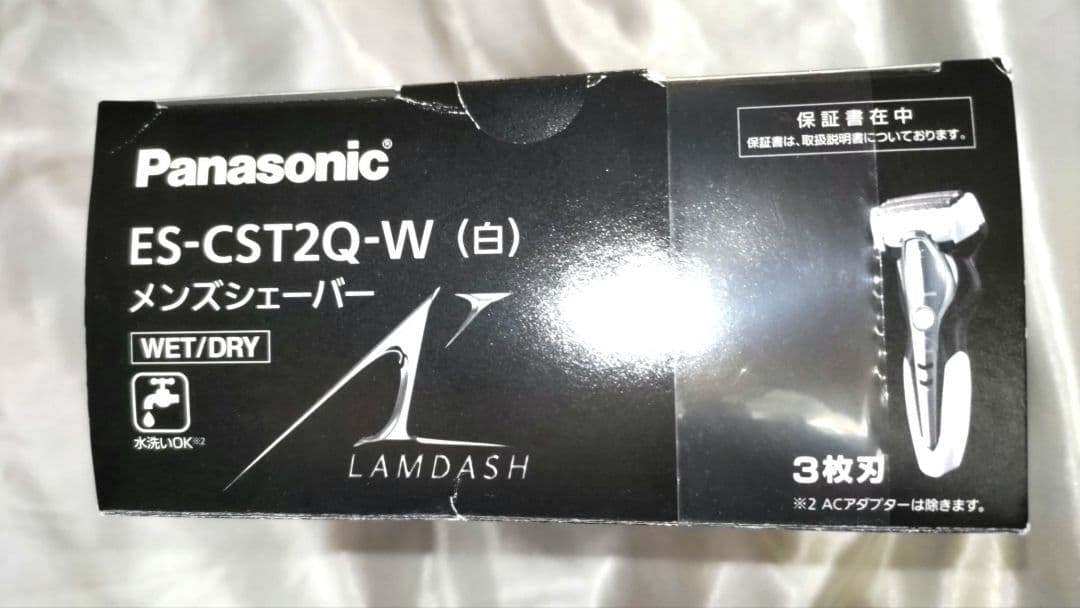 保証書在中
保証書は、取扱説明書についております。
Panasonic®
ES-CST2Q-W（白）
メンズシェーバー
WET/DRY
水洗いOK※2
LAMDASH
3枚刃
※2 ACアダプターは除きます。